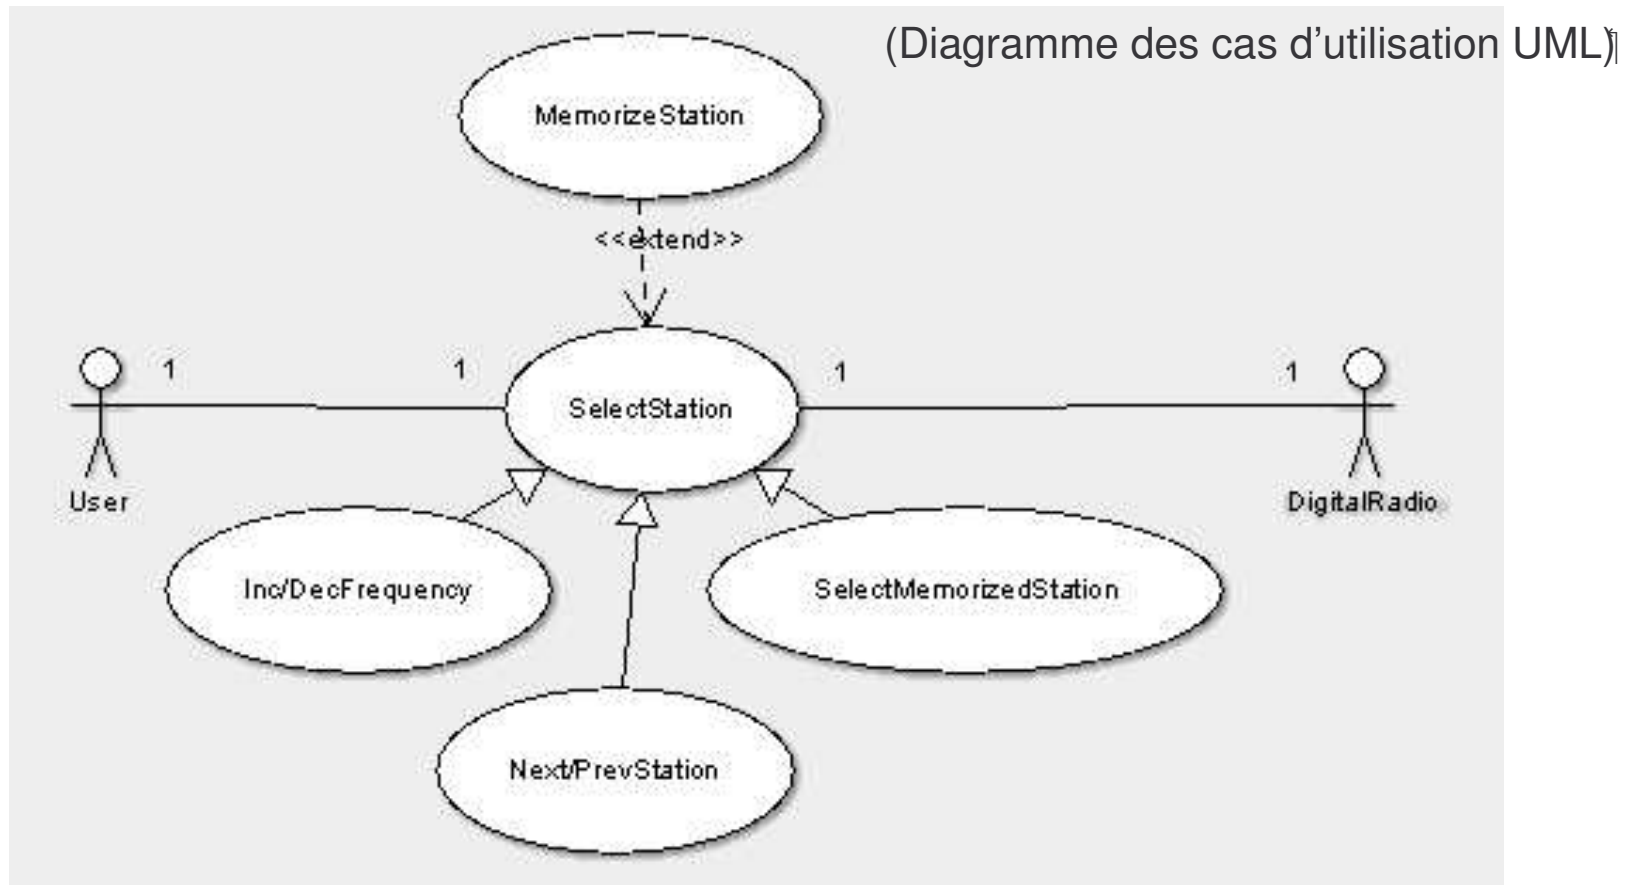 (Diagramme des cas d’utilisation UML)
MemorizeStation
<<extend>>
1
1
1
1
SelectStation
User
DigitalRadio
Inc/DecFrequency
SelectMemorizedStation
Next/PrevStation